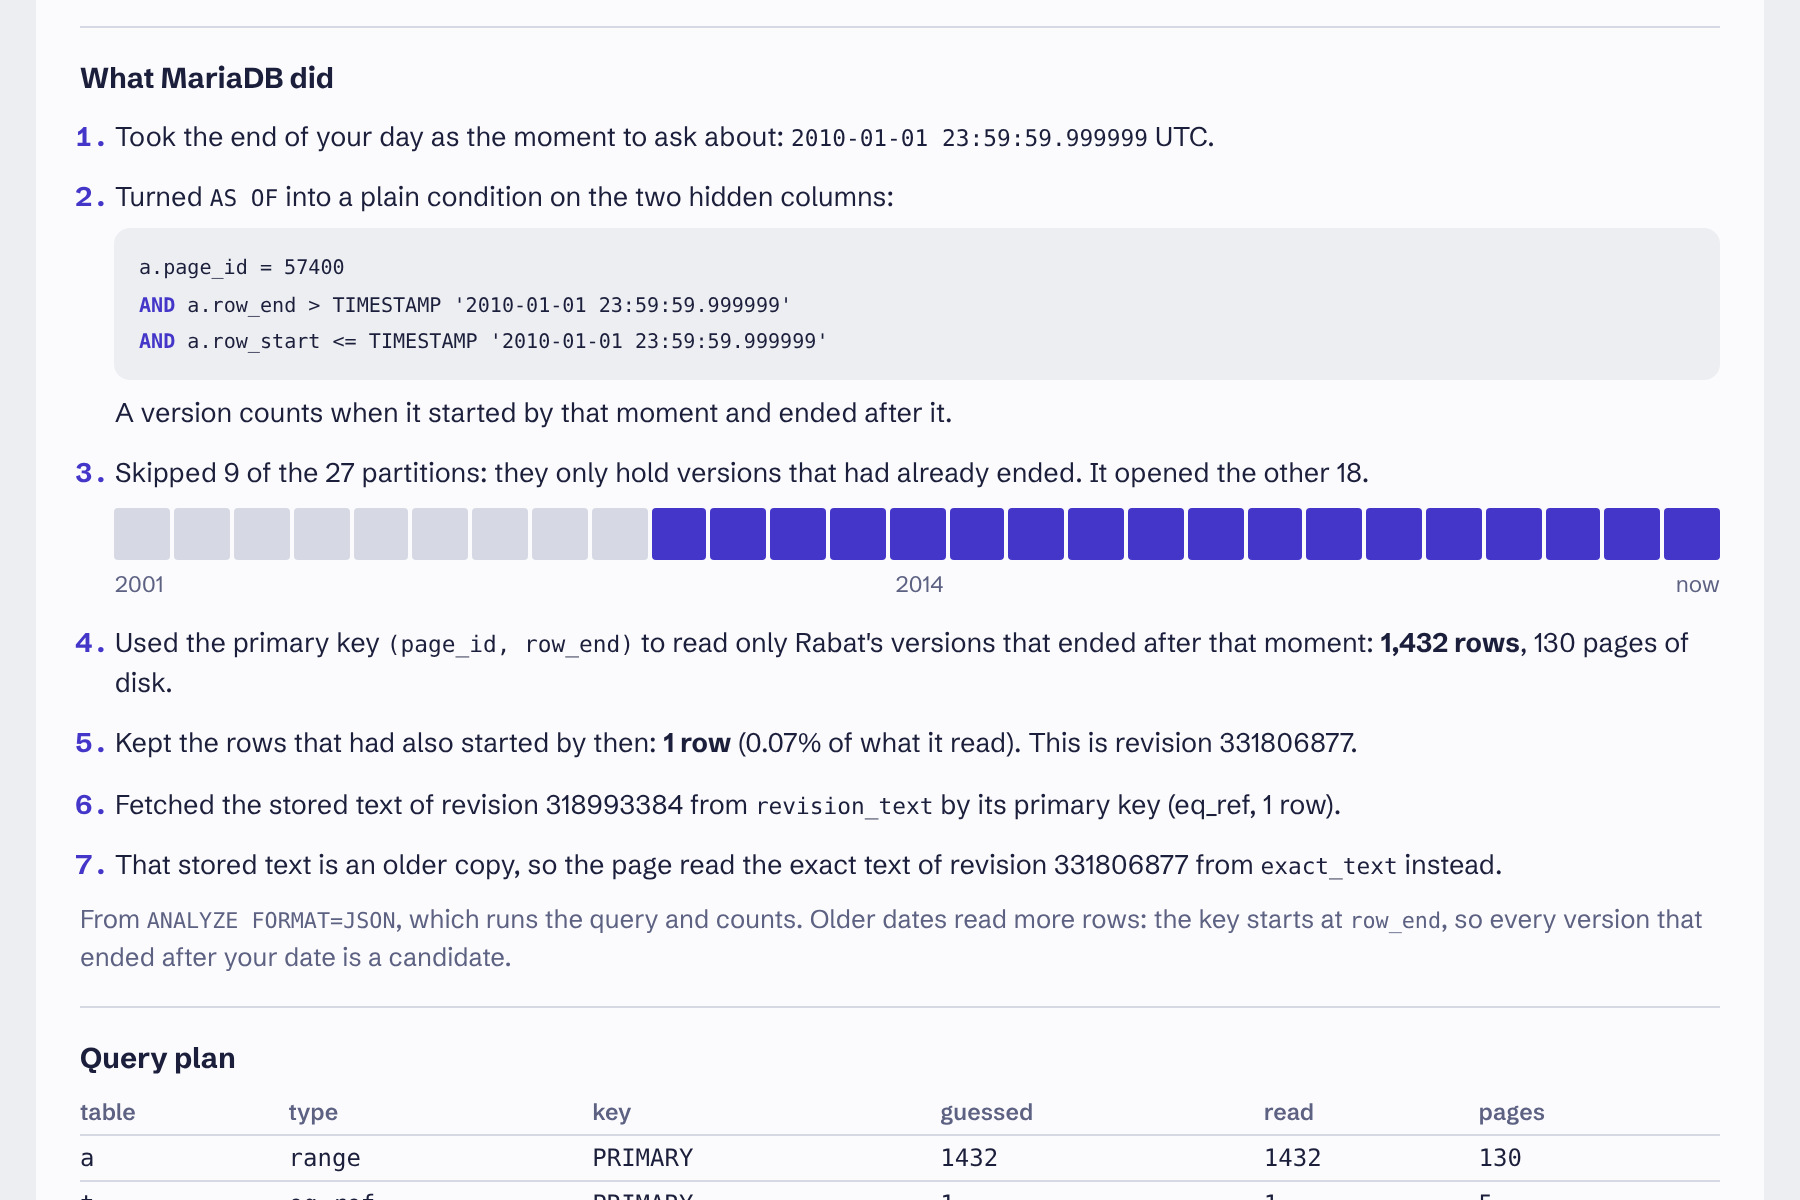 What MariaDB did
1. Took the end of your day as the moment to ask about: 2010-01-01 23:59:59.999999 UTC.
2. Turned AS OF into a plain condition on the two hidden columns:
a.page_id = 57400
AND a.row_end > TIMESTAMP '2010-01-01 23:59:59.999999'
AND a.row_start <= TIMESTAMP '2010-01-01 23:59:59.999999'
A version counts when it started by that moment and ended after it.
3. Skipped 9 of the 27 partitions: they only hold versions that had already ended. It opened the other 18.
2001 2014 now
4. Used the primary key (page_id, row_end) to read only Rabat's versions that ended after that moment: 1,432 rows, 130 pages of
disk.
5. Kept the rows that had also started by then: 1 row (0.07% of what it read). This is revision 331806877.
6. Fetched the stored text of revision 318993384 from revision_text by its primary key (eq_ref, 1 row).
7. That stored text is an older copy, so the page read the exact text of revision 331806877 from exact_text instead.
From ANALYZE FORMAT=JSON, which runs the query and counts. Older dates read more rows: the key starts at row_end, so every version that
ended after your date is a candidate.
Query plan
table type key guessed read pages
a range PRIMARY 1432 1432 130